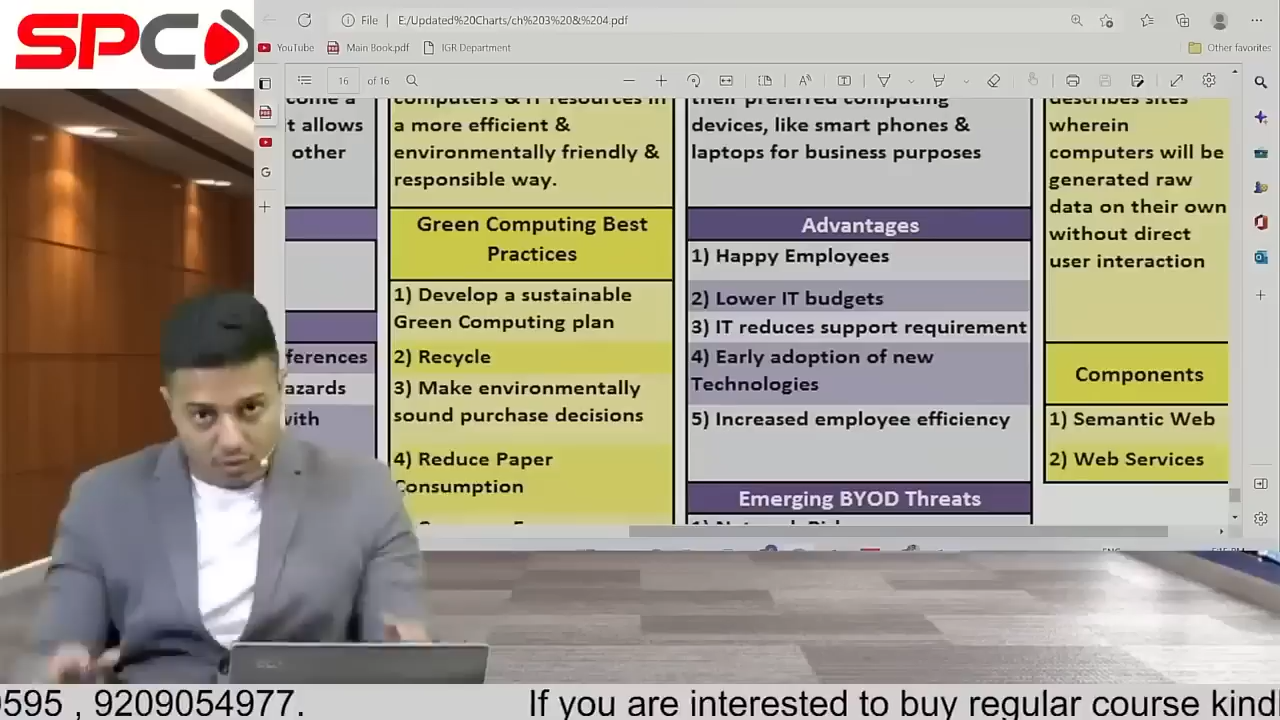 SPC
File
E:/Updated%20Charts/ch%203%20&%204.pdf
YouTube
Main Book.pdf
IGR Department
Other favorites
16
of 16
t allows
other
ferences
azards
with
computers & IT resources in
a more efficient &
environmentally friendly &
responsible way.
Green Computing Best
Practices
1) Develop a sustainable
Green Computing plan
2) Recycle
3) Make environmentally
sound purchase decisions
4) Reduce Paper
Consumption
their preferred computing
devices, like smart phones &
laptops for business purposes
Advantages
1) Happy Employees
2) Lower IT budgets
3) IT reduces support requirement
4) Early adoption of new
Technologies
5) Increased employee efficiency
Emerging BYOD Threats
describes sites
wherein
computers will be
generated raw
data on their own
without direct
user interaction
Components
1) Semantic Web
2) Web Services
595 , 9209054977. If you are interested to buy regular course kind